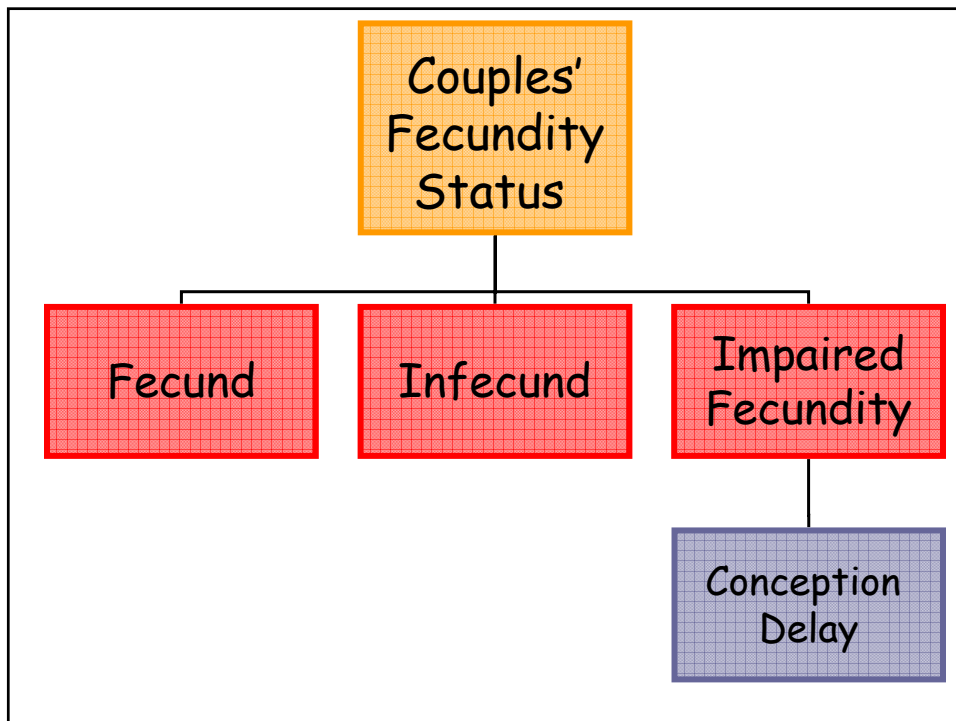 Couples’
Fecundity
Status
Fecund
Infecund
Impaired
Fecundity
Conception
Delay